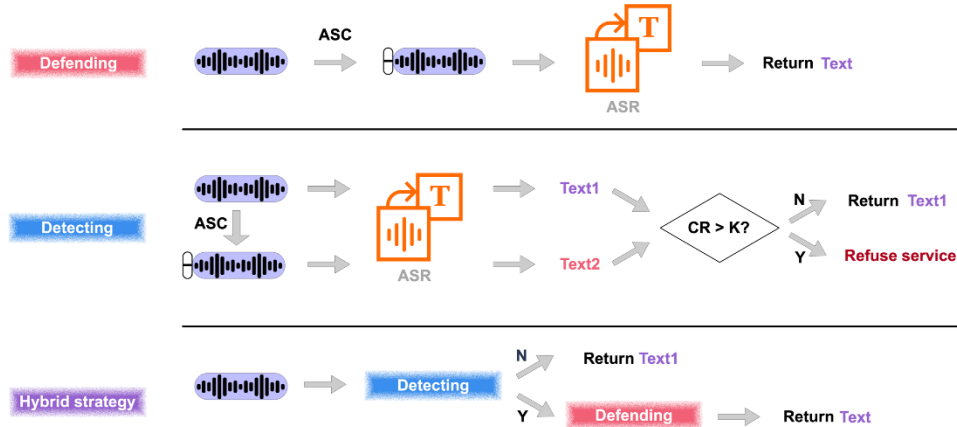 Defending
ASC
T
ASR
Return Text
Detecting
ASC
T
ASR
Text1
Text2
CR > K?
N
Return Text1
Y
Refuse service
Hybrid strategy
Detecting
N
Return Text1
Y
Defending
Return Text